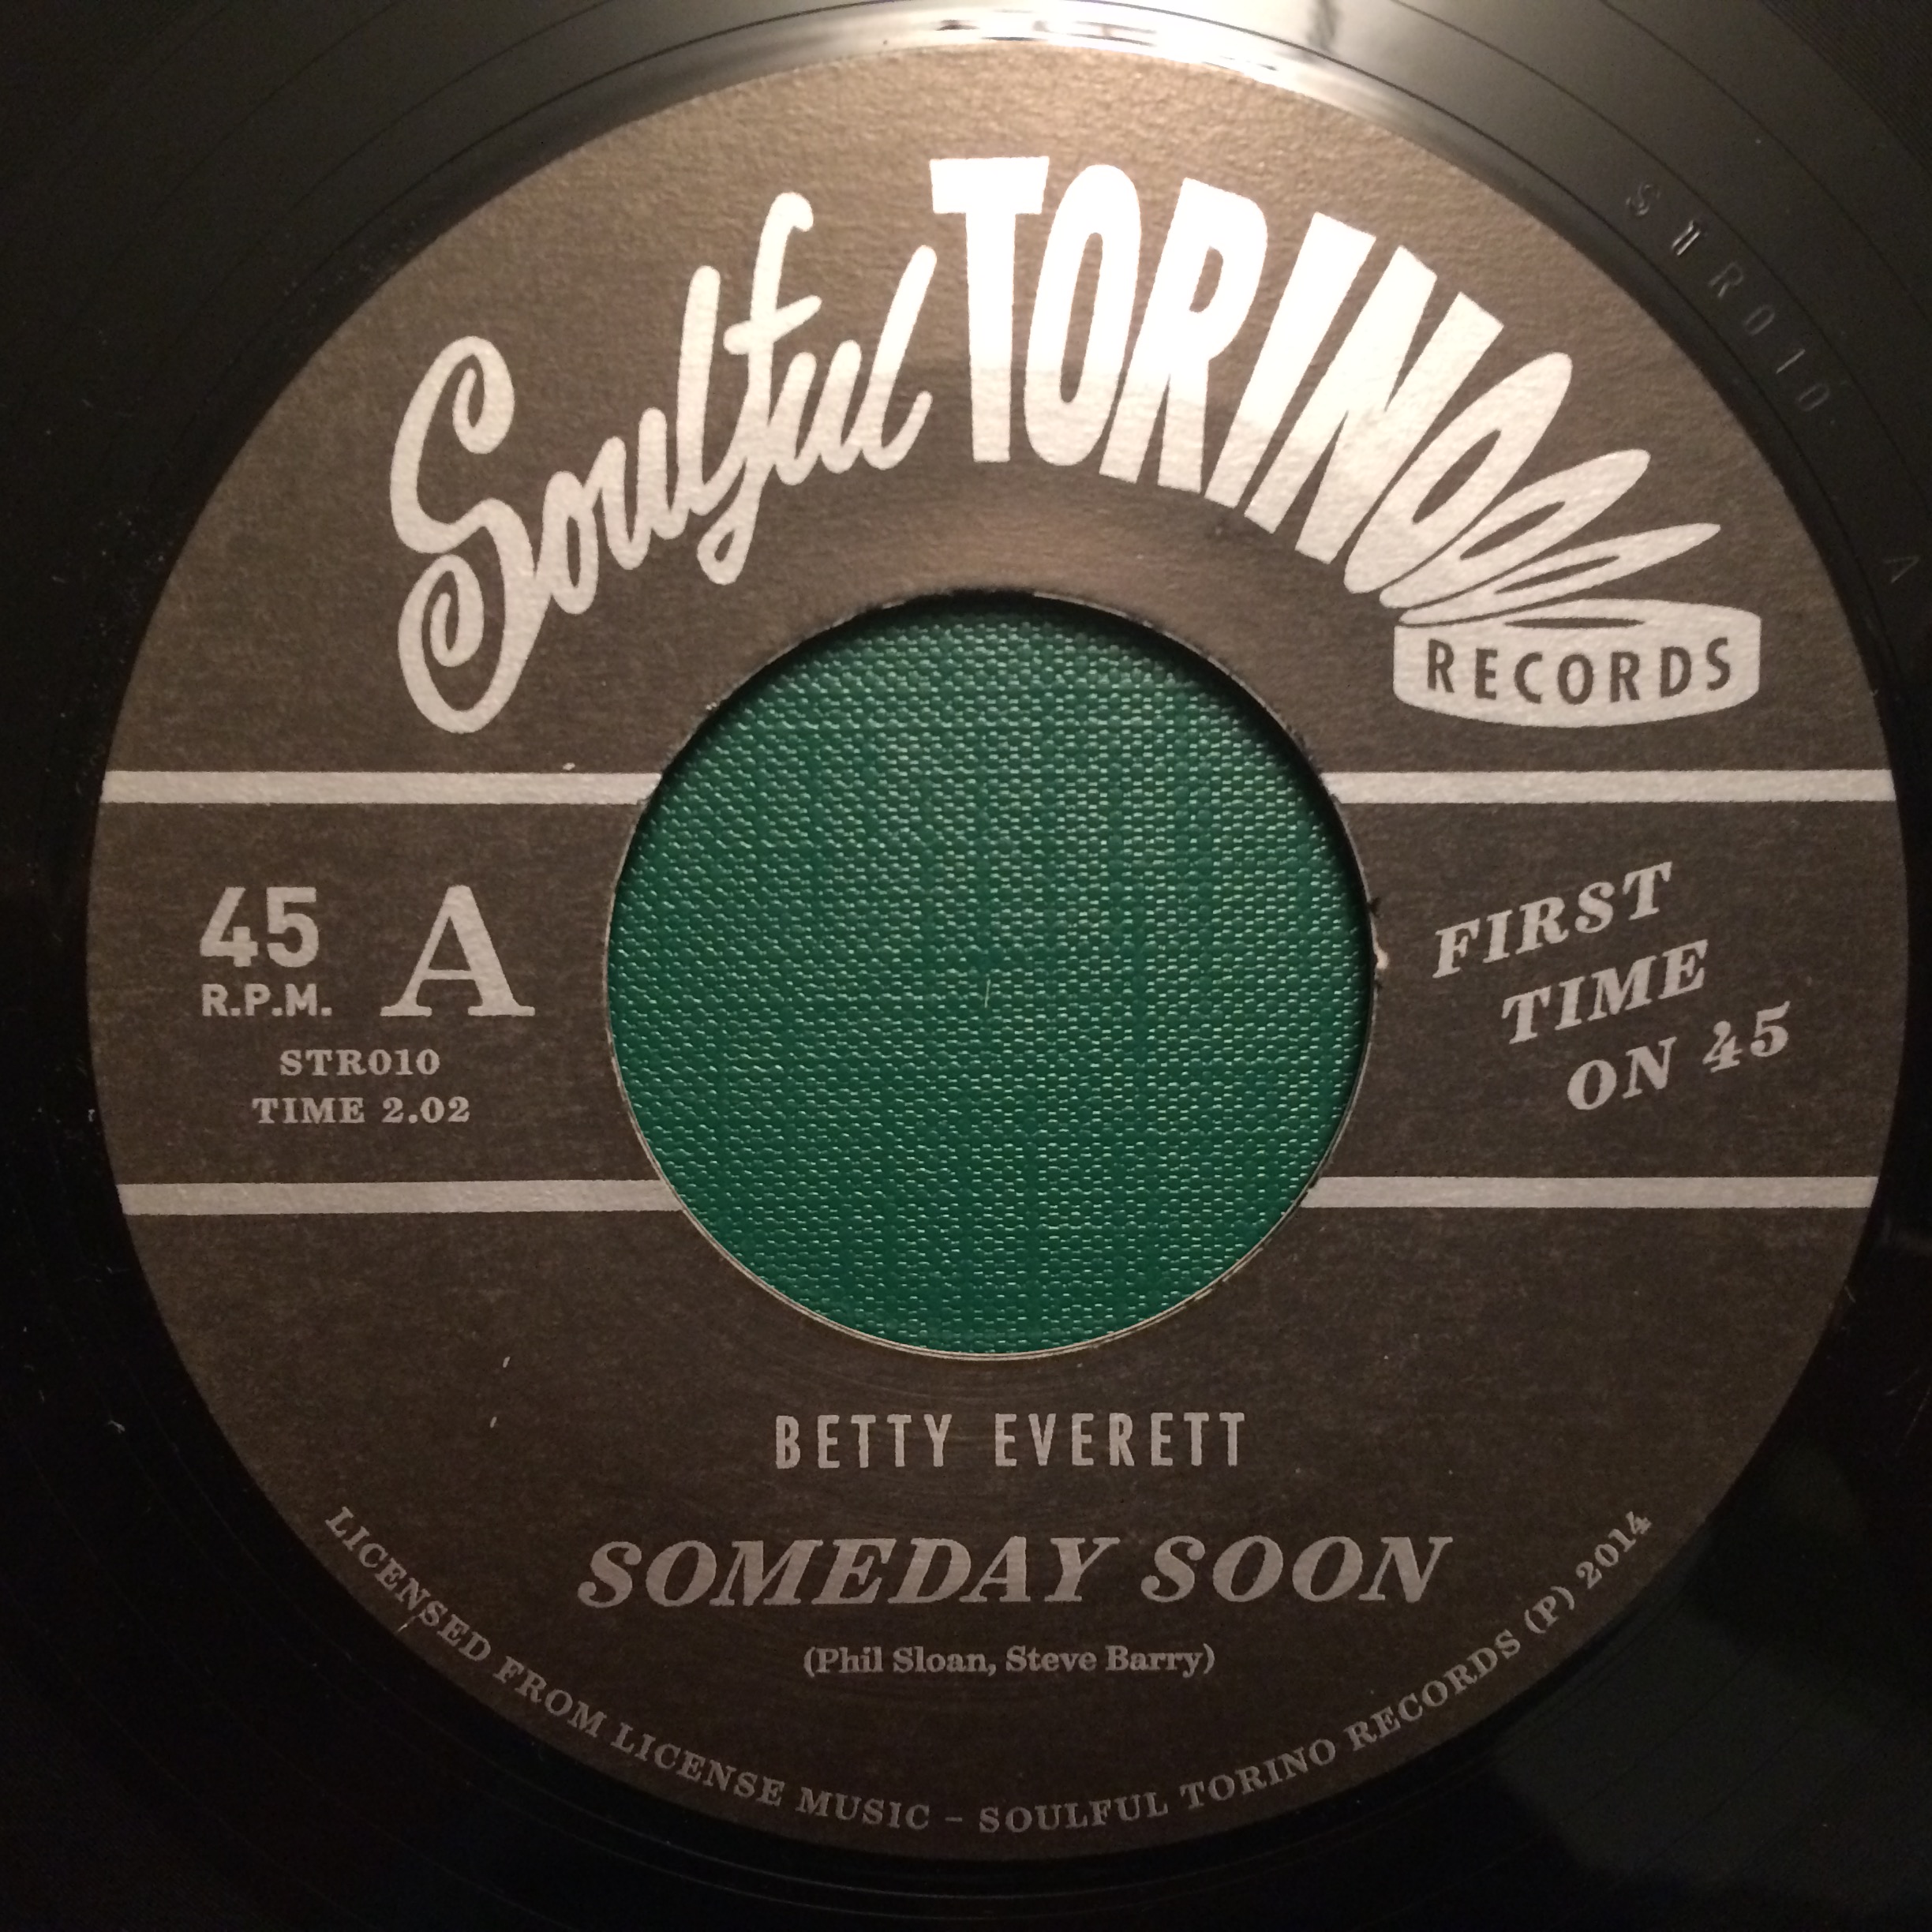 Soulful TORINO
RECORDS
STR010 A
45
R.P.M.
A
STR010
TIME 2.02
FIRST
TIME
ON 45
BETTY EVERETT
SOMEDAY SOON
(Phil Sloan, Steve Barry)
LICENSED FROM LICENSE MUSIC – SOULFUL TORINO RECORDS (P) 2014